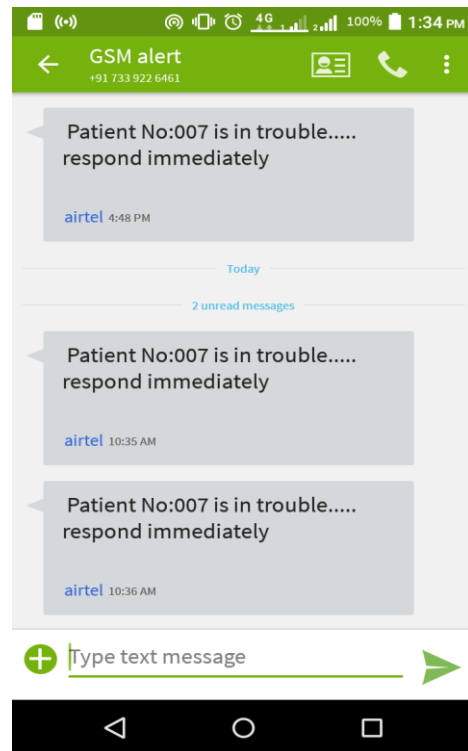 4G 1 2 100% 1:34 PM
GSM alert
+91 733 922 6461
Patient No:007 is in trouble.....
respond immediately
airtel 4:48 PM
Today
2 unread messages
Patient No:007 is in trouble.....
respond immediately
airtel 10:35 AM
Patient No:007 is in trouble.....
respond immediately
airtel 10:36 AM
Type text message